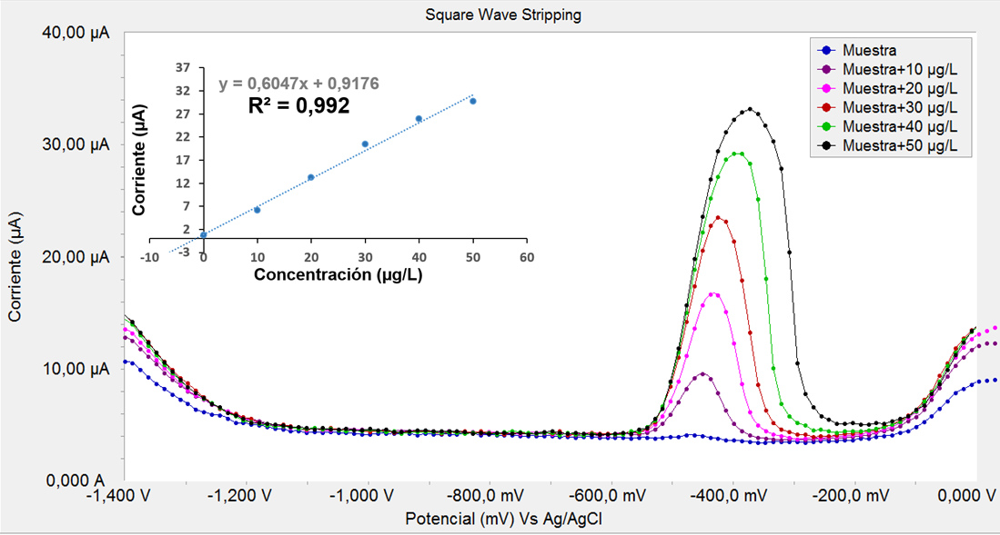 Square Wave Stripping
40,00 µA
30,00 µA
20,00 µA
10,00 µA
0,000 A
Corriente (µA)
Muestra
Muestra+10 µg/L
Muestra+20 µg/L
Muestra+30 µg/L
Muestra+40 µg/L
Muestra+50 µg/L
y = 0,6047x + 0,9176
R² = 0,992
Corriente (µA)
37
32
27
22
17
12
7
2
-3
-10 0 10 20 30 40 50 60
Concentración (µg/L)
-1,400 V -1,200 V -1,000 V -800,0 mV -600,0 mV -400,0 mV -200,0 mV 0,000 V
Potencial (mV) Vs Ag/AgCl